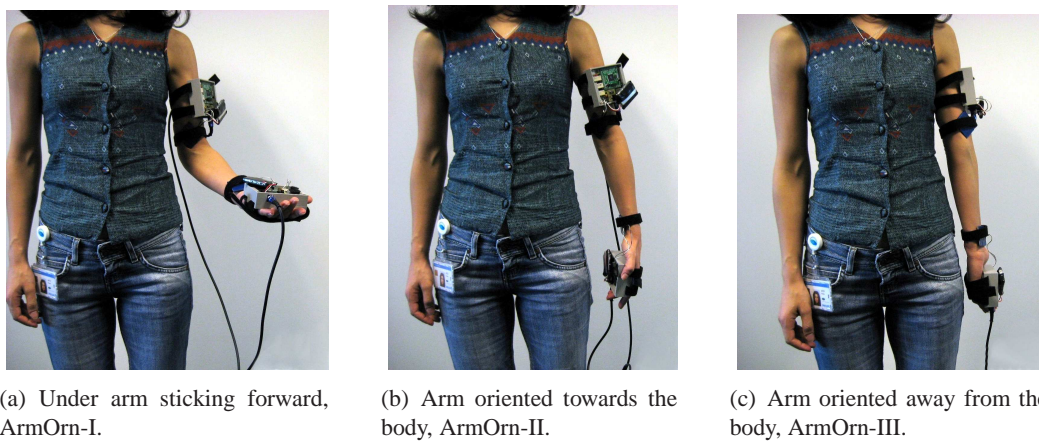 (a) Under arm sticking forward,
ArmOrn-I.
(b) Arm oriented towards the
body, ArmOrn-II.
(c) Arm oriented away from the
body, ArmOrn-III.